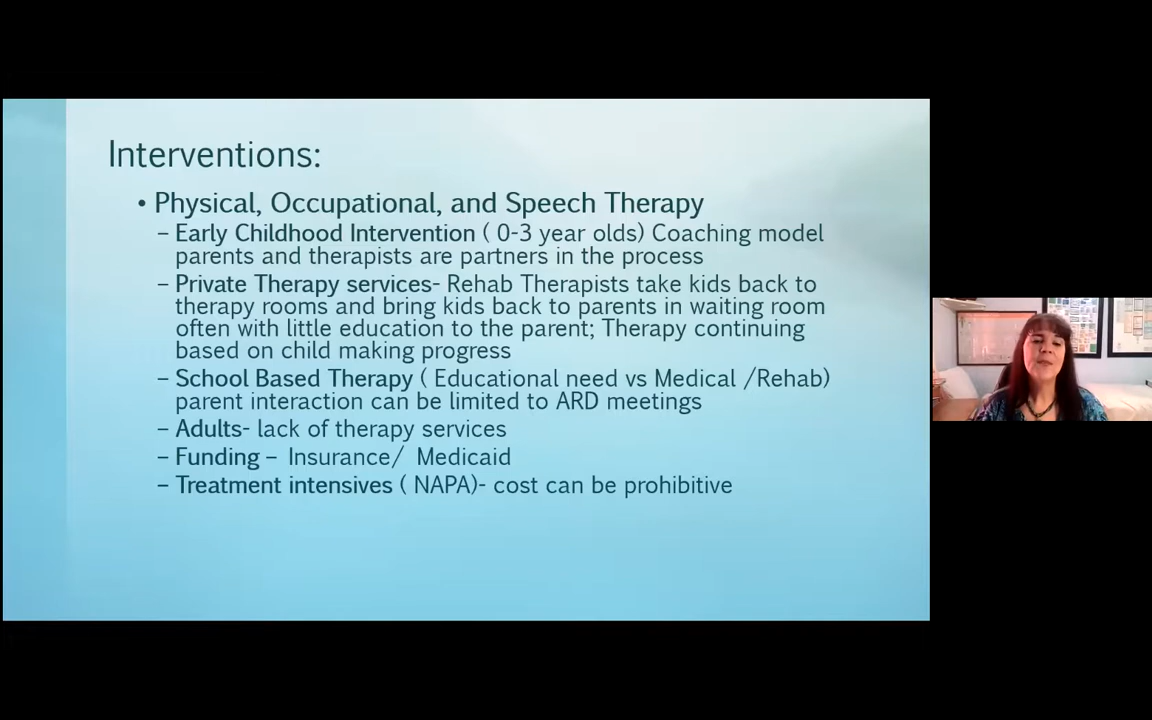 Interventions:
• Physical, Occupational, and Speech Therapy
– Early Childhood Intervention ( 0-3 year olds) Coaching model
parents and therapists are partners in the process
– Private Therapy services- Rehab Therapists take kids back to
therapy rooms and bring kids back to parents in waiting room
often with little education to the parent; Therapy continuing
based on child making progress
– School Based Therapy ( Educational need vs Medical /Rehab)
parent interaction can be limited to ARD meetings
– Adults- lack of therapy services
– Funding – Insurance/ Medicaid
– Treatment intensives ( NAPA)- cost can be prohibitive